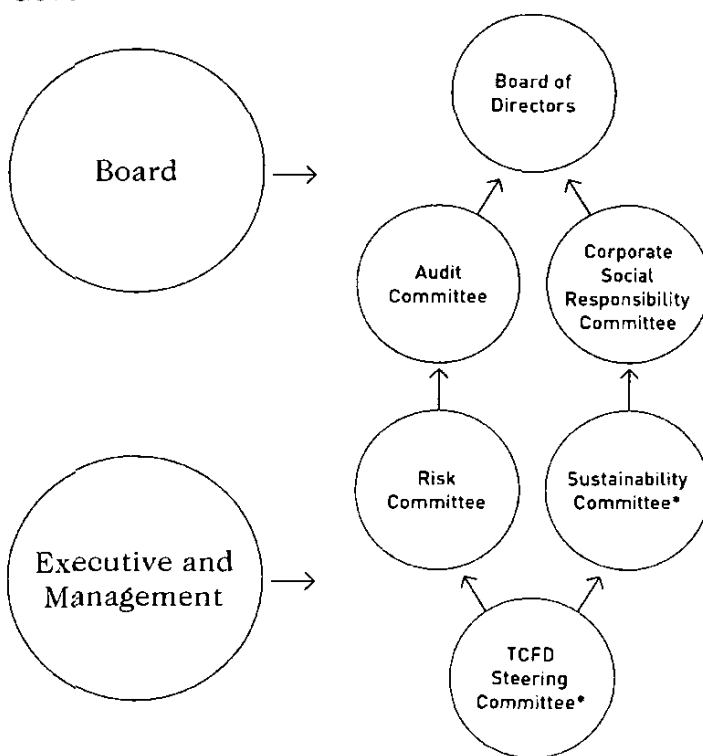 Board of
Directors
Board
Audit
Committee
Corporate
Social
Responsibility
Committee
Risk
Committee
Sustainability
Committee*
Executive and
Management
TCFD
Steering
Committee*